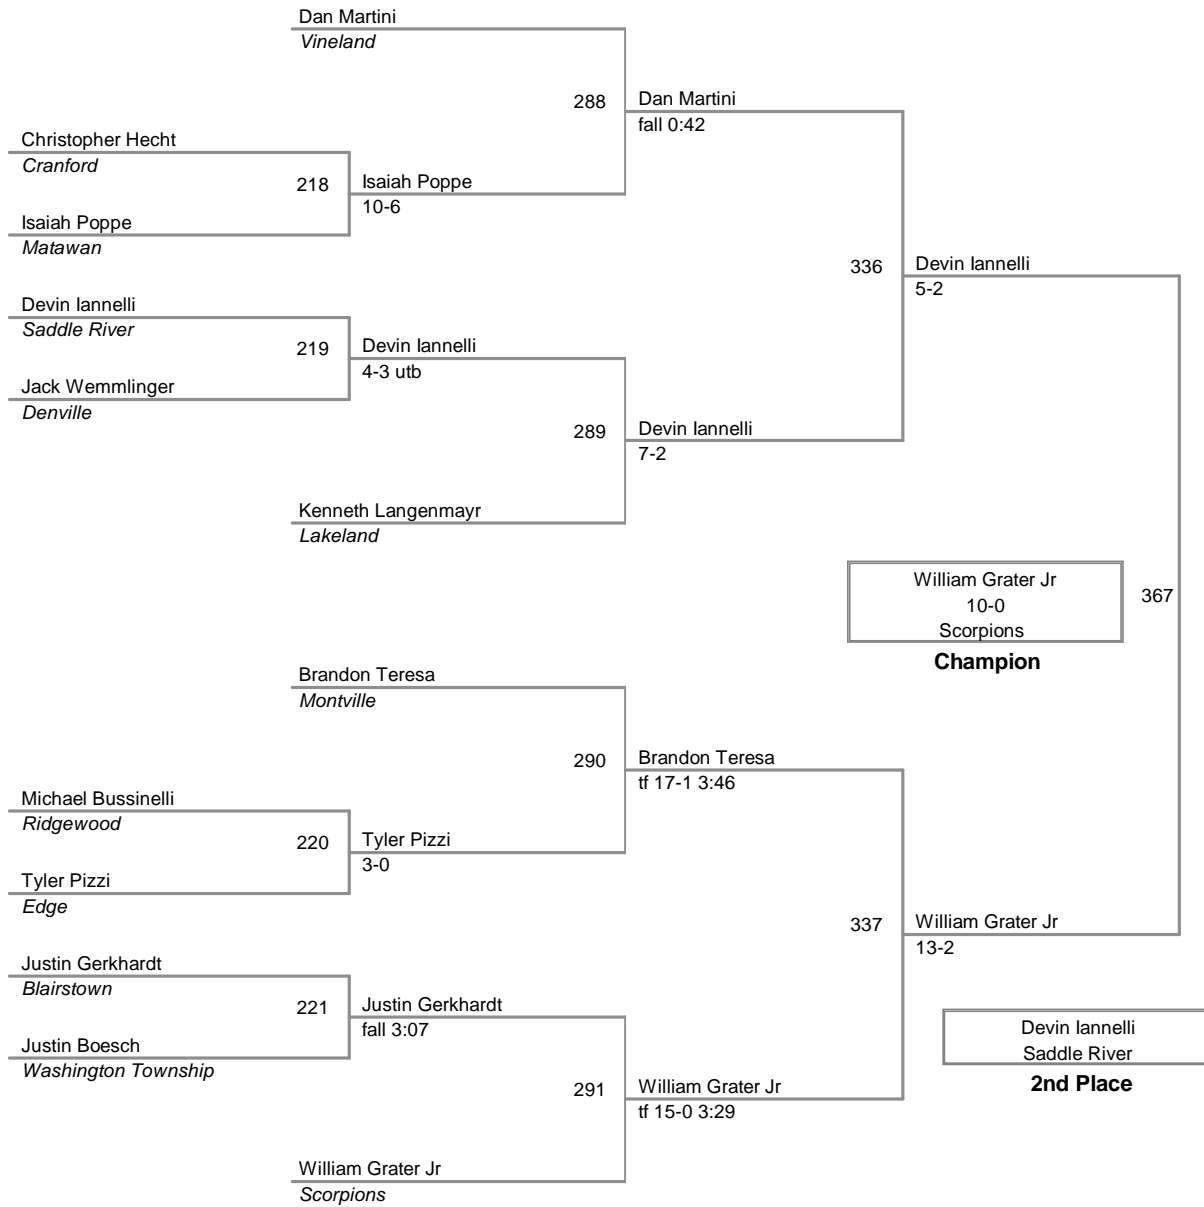 Dan Martini
Vineland
288
Dan Martini
fall 0:42
Christopher Hecht
Cranford
218
Isaiah Poppe
10-6
Isaiah Poppe
Matawan
336
Devin Iannelli
5-2
Devin Iannelli
Saddle River
219
Devin Iannelli
4-3 utb
Jack Wemmlinger
Denville
289
Devin Iannelli
7-2
Kenneth Langenmayr
Lakeland
William Grater Jr
10-0
Scorpions
Champion
367
Brandon Teresa
Montville
290
Brandon Teresa
tf 17-1 3:46
Michael Bussinelli
Ridgewood
220
Tyler Pizzi
3-0
Tyler Pizzi
Edge
337
William Grater Jr
13-2
Justin Gerkhardt
Blairstown
221
Justin Gerkhardt
fall 3:07
Justin Boesch
Washington Township
Devin Iannelli
Saddle River
2nd Place
291
William Grater Jr
tf 15-0 3:29
William Grater Jr
Scorpions